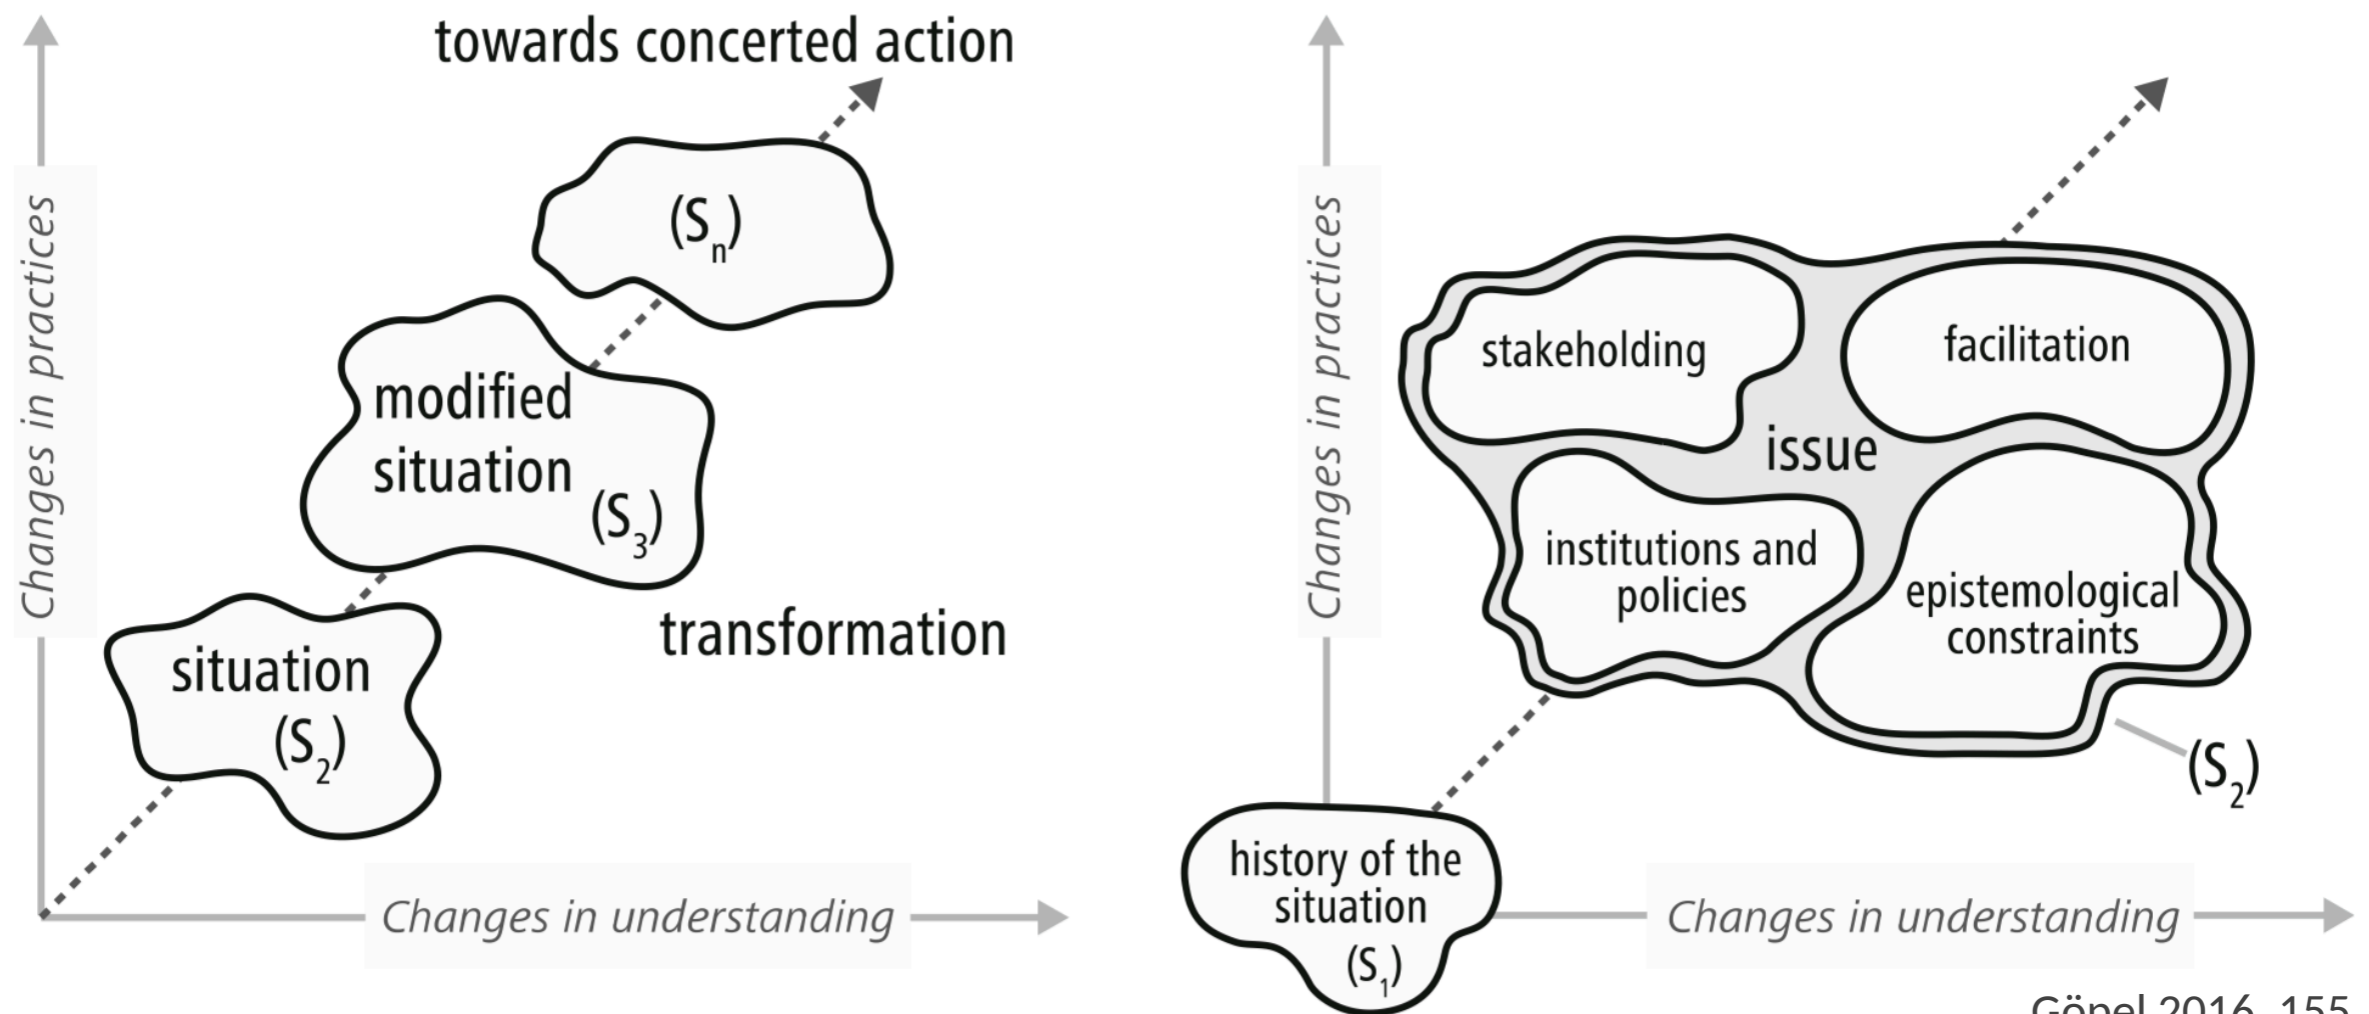 towards concerted action
(Sn)
modified
situation
(S3)
transformation
situation
(S2)
Changes in practices
Changes in understanding
Changes in practices
stakeholding
facilitation
issue
institutions and
policies
epistemological
constraints
(S2)
history of the
situation
(S1)
Changes in understanding
Göpel 2016, 155